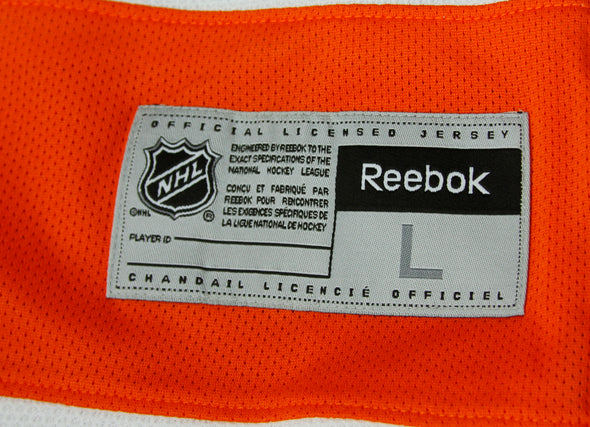 OFFICIAL LICENSED JERSEY
ENGINEERED BY REEBOK TO THE
EXACT SPECIFICATIONS OF THE
NATIONAL HOCKEY LEAGUE
CONÇU ET FABRIQUÉ PAR
REEBOK POUR RENCONTRER
LES EXIGENCES SPÉCIFIQUES DE
LA LIGUE NATIONALE DE HOCKEY
NHL
©NHL ®
PLAYER ID
Reebok
L
CHANDAIL LICENCIÉ OFFICIEL